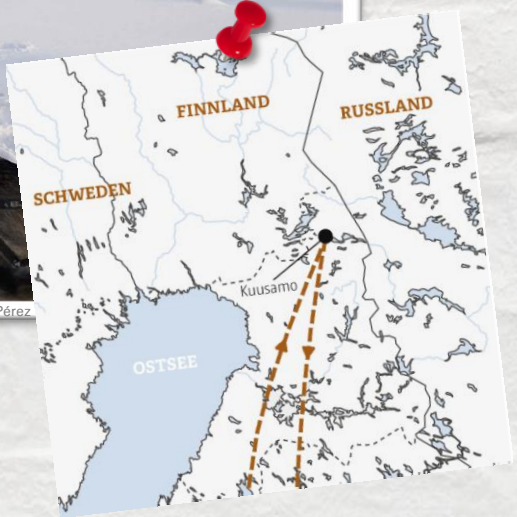 FINNLAND
RUSSLAND
SCHWEDEN
Kuusamo
Pérez
OSTSEE